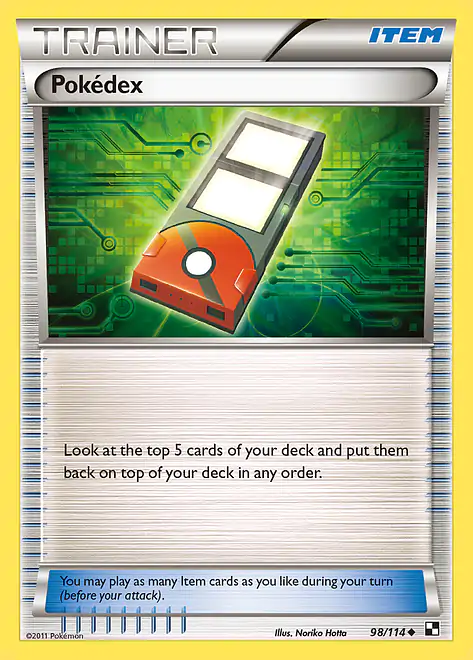 TRAINER
ITEM
Pokédex
Look at the top 5 cards of your deck and put them
back on top of your deck in any order.
You may play as many Item cards as you like during your turn
(before your attack).
©2011 Pokémon
Illus. Noriko Hotta
98/114